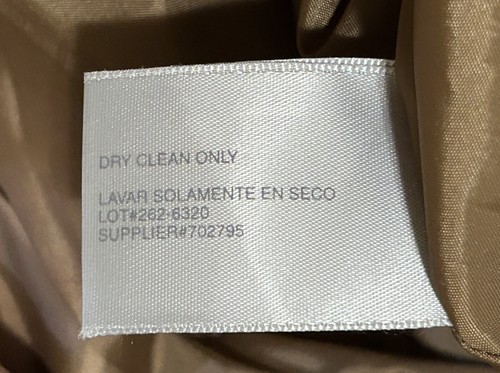 DRY CLEAN ONLY
LAVAR SOLAMENTE EN SECO
LOT#262-6320
SUPPLIER#702795